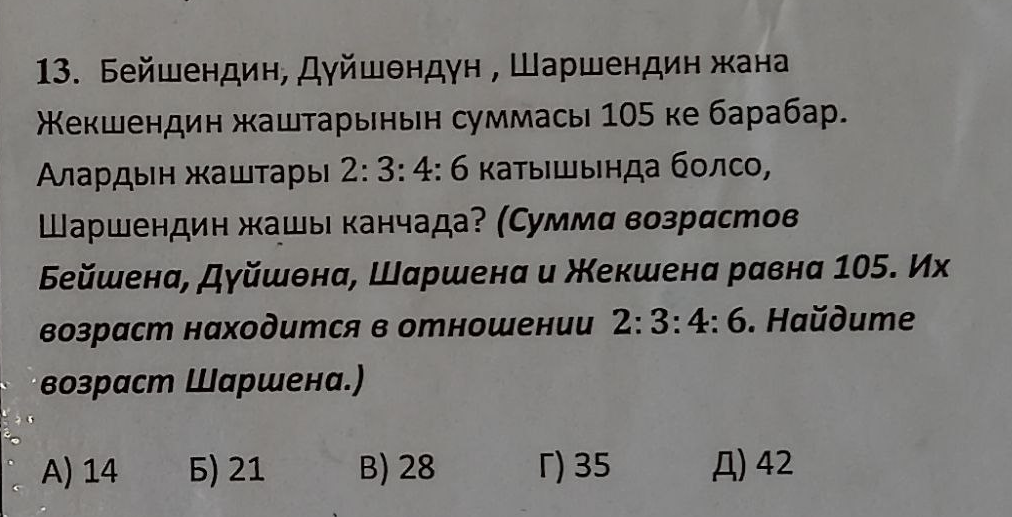 13. Бейшендин, Дүйшөндүн , Шаршендин жана
Жекшендин жаштарынын суммасы 105 ке барабар.
Алардын жаштары 2: 3: 4: 6 катышында болсо,
Шаршендин жашы канчада? (Сумма возрастов
Бейшена, Дүйшөна, Шаршена и Жекшена равна 105. Их
возраст находится в отношении 2: 3: 4: 6. Найдите
возраст Шаршена.)
А) 14 Б) 21 В) 28 Г) 35 Д) 42